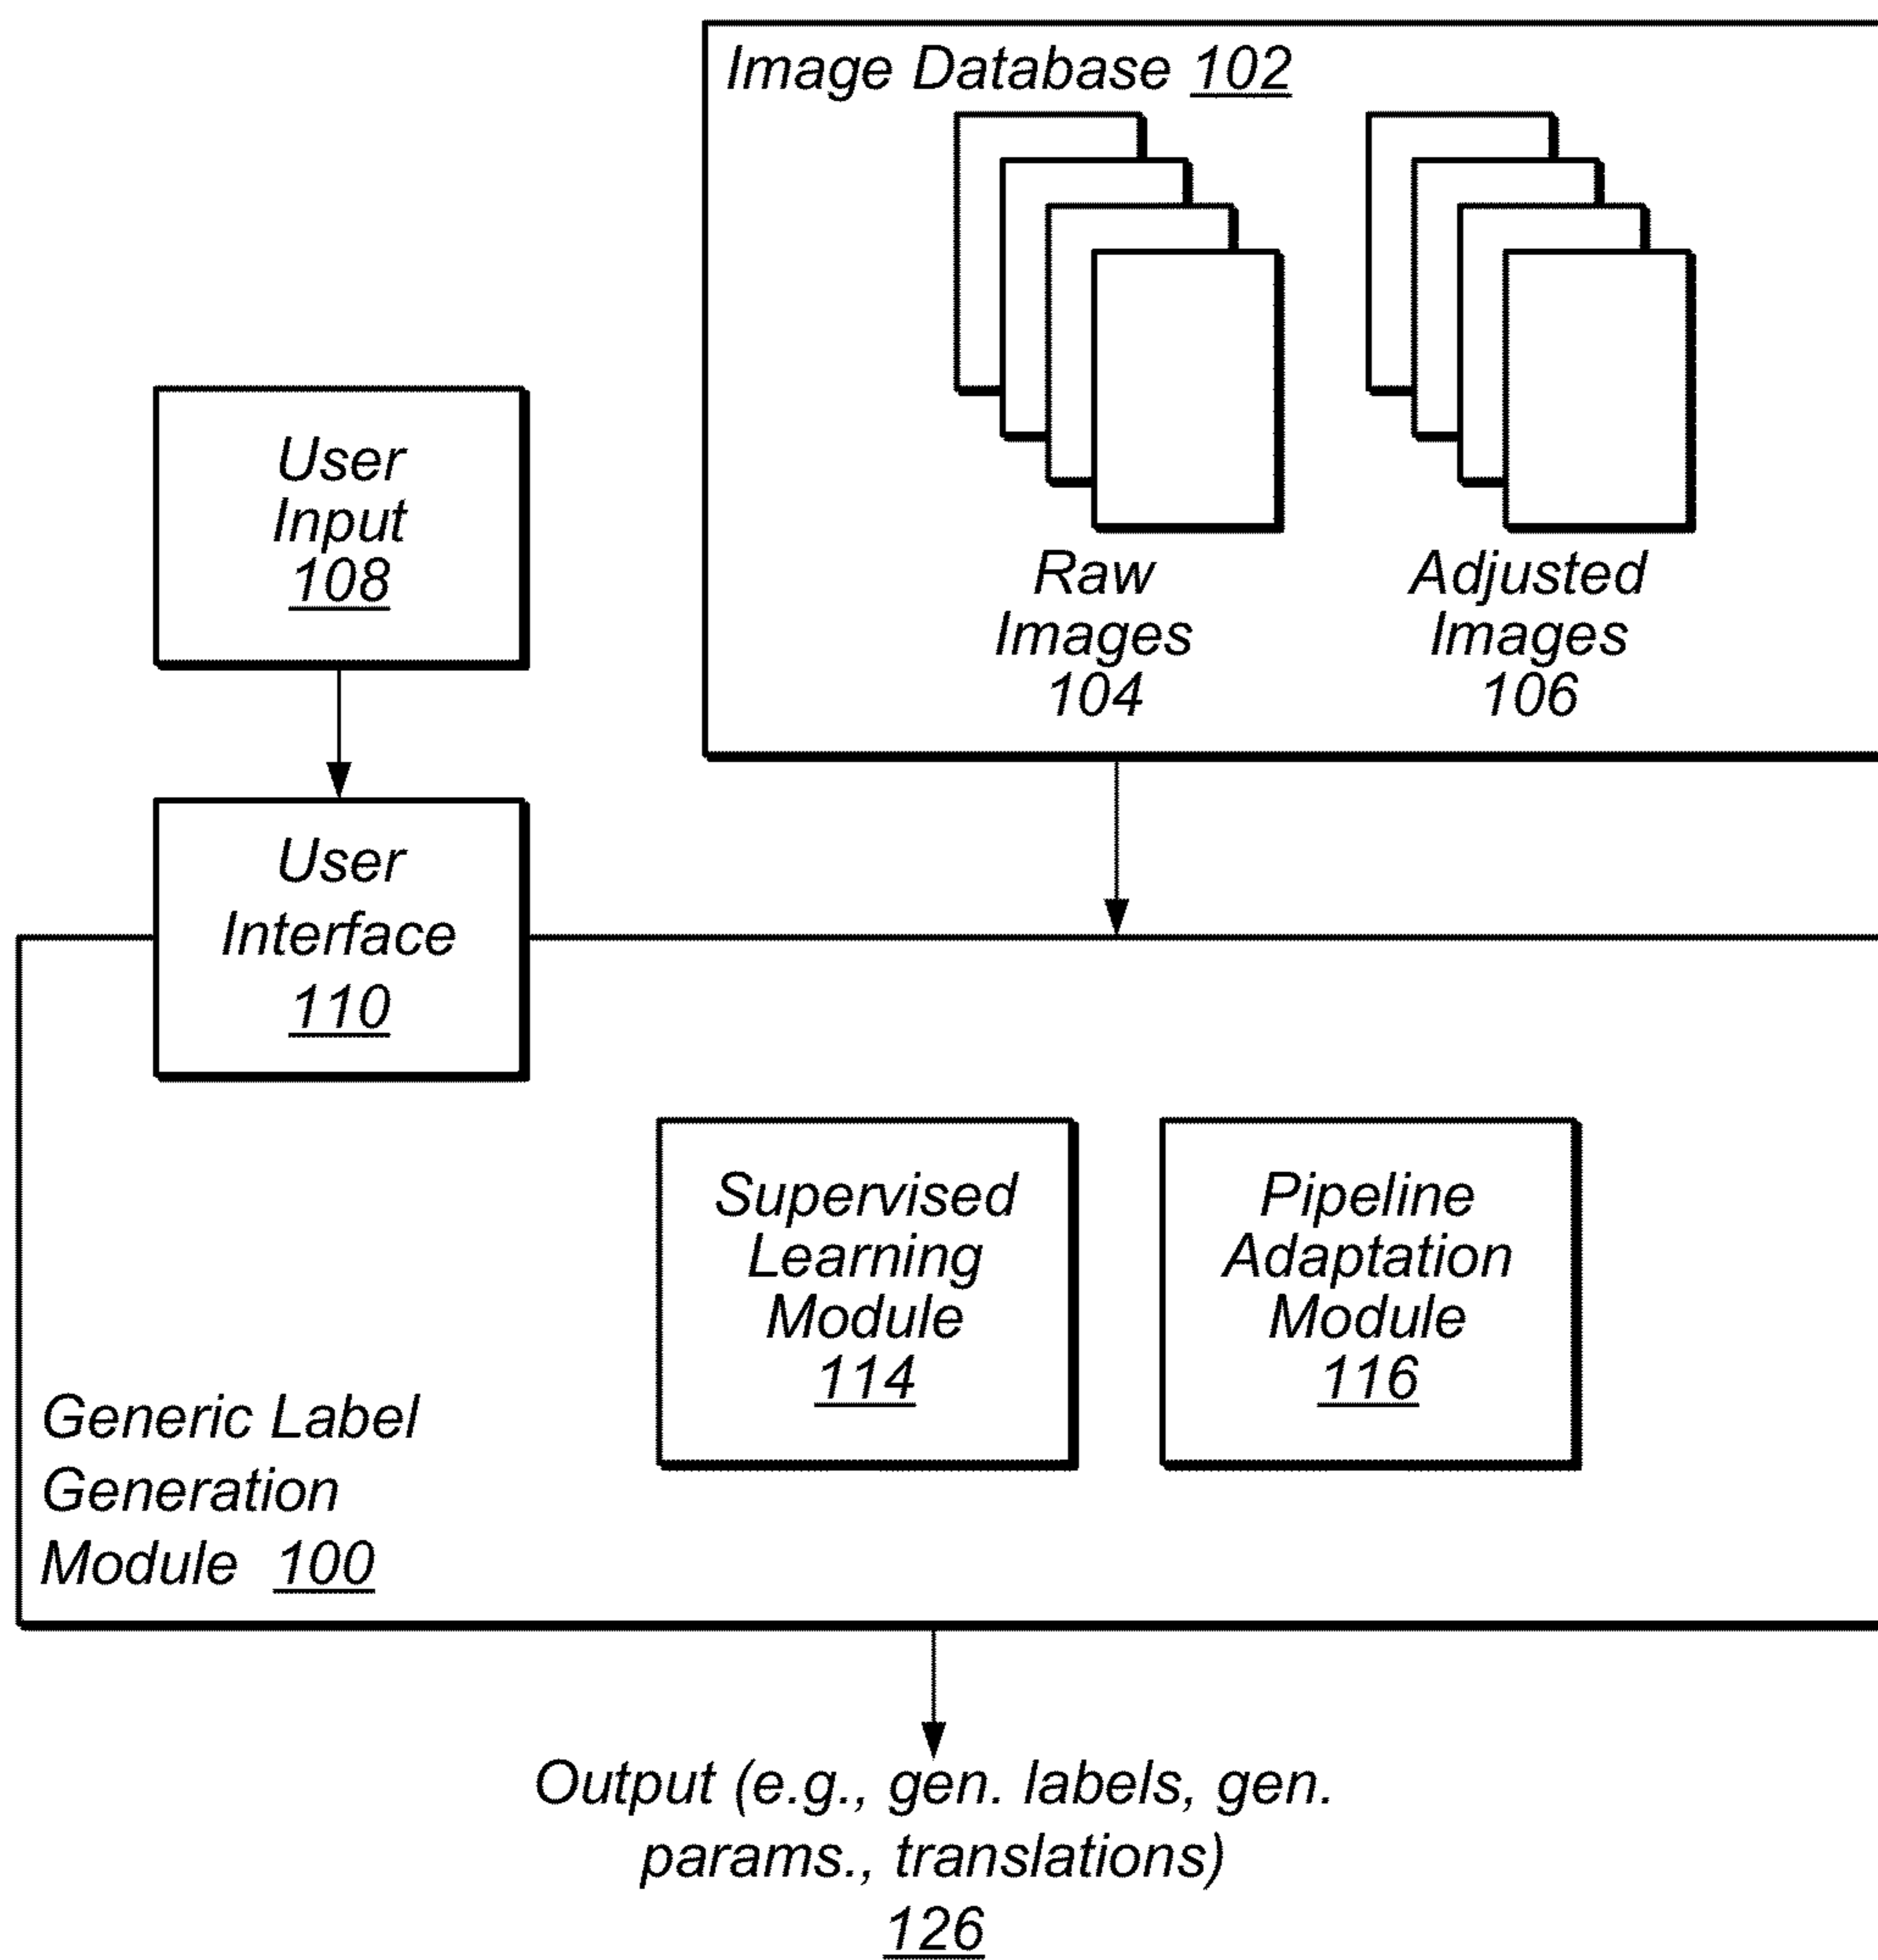 Image Database 102
Raw
Images
104
Adjusted
Images
106
User
Input
108
User
Interface
110
Supervised
Learning
Module
114
Pipeline
Adaptation
Module
116
Generic Label
Generation
Module 100
Output (e.g., gen. labels, gen.
params., translations)
126